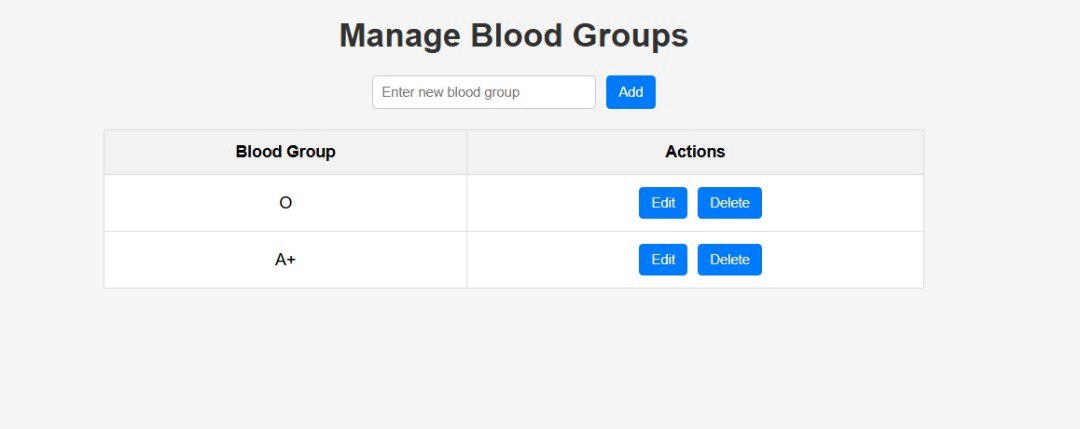 Manage Blood Groups
Enter new blood group Add
Blood Group Actions
O Edit Delete
A+ Edit Delete